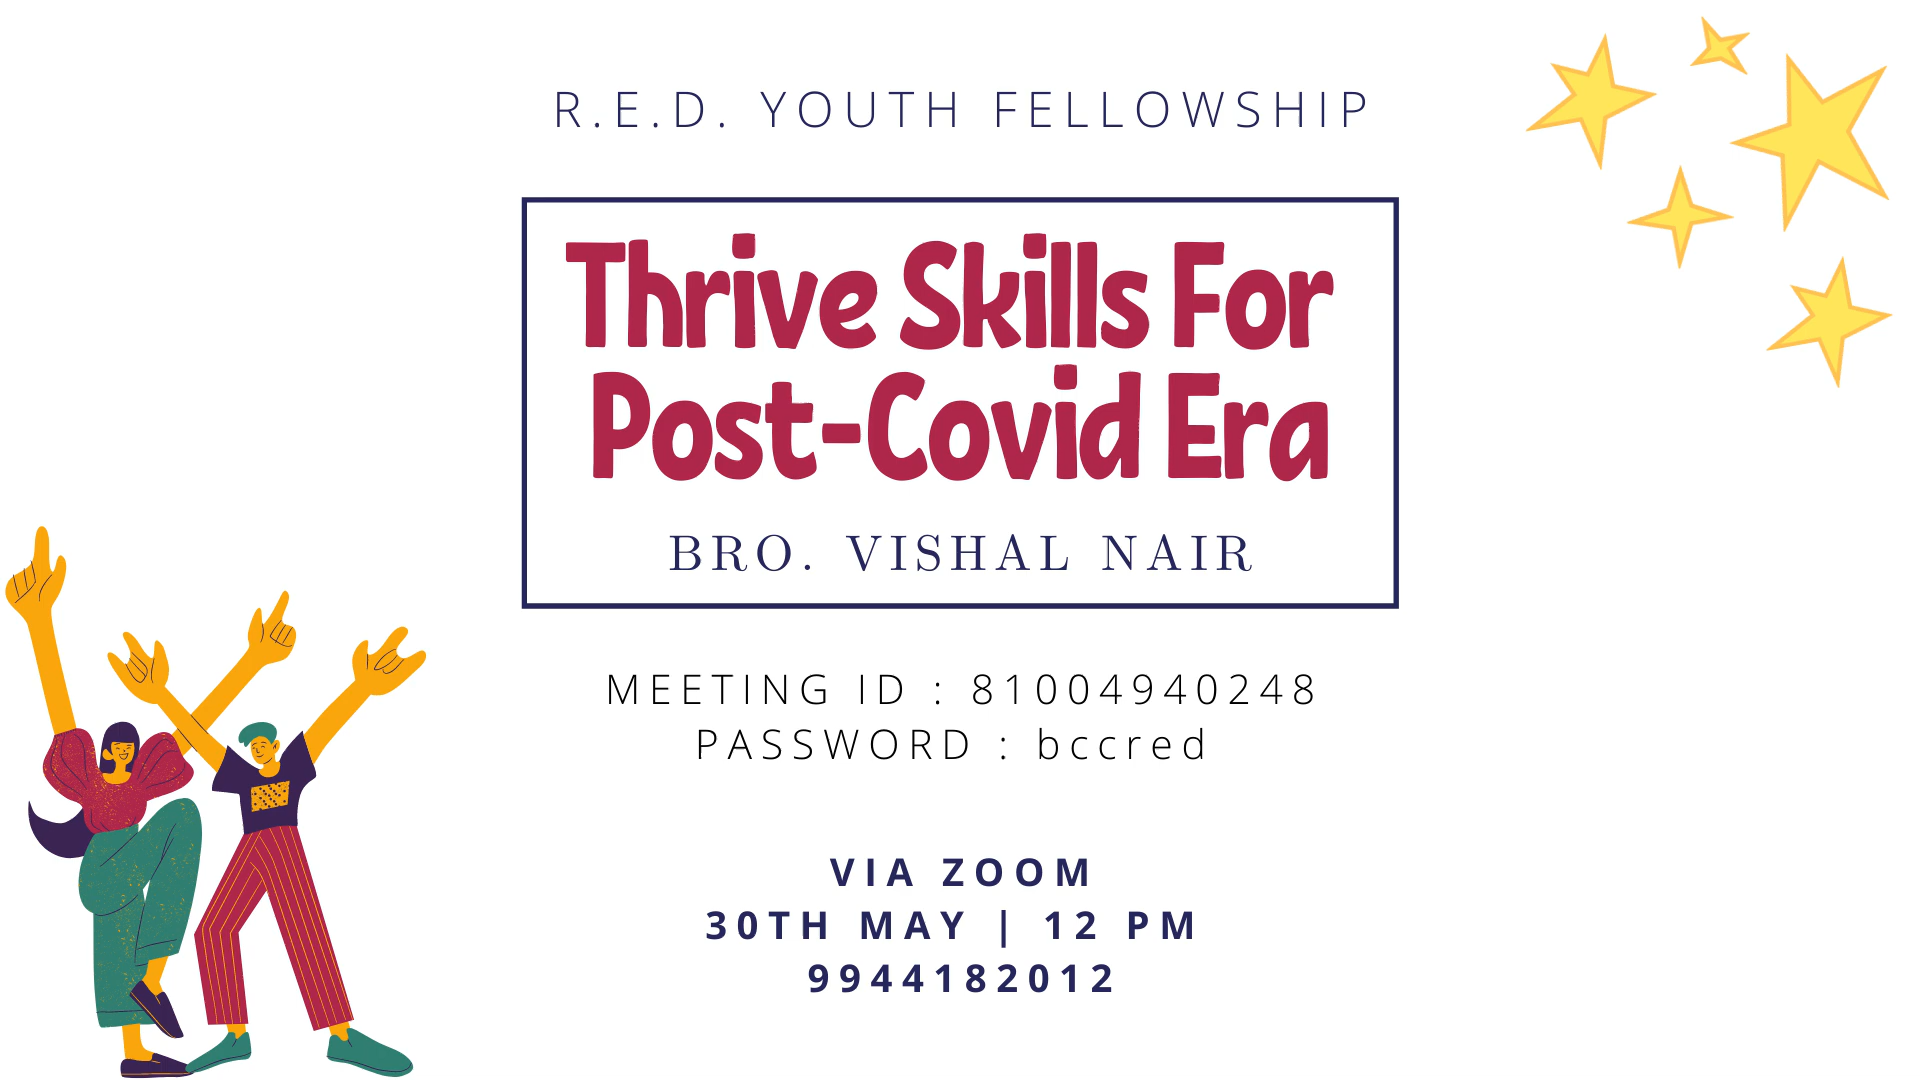 R.E.D. YOUTH FELLOWSHIP
Thrive Skills For
Post-Covid Era
BRO. VISHAL NAIR
MEETING ID : 81004940248
PASSWORD : bccred
VIA ZOOM
30TH MAY | 12 PM
9944182012